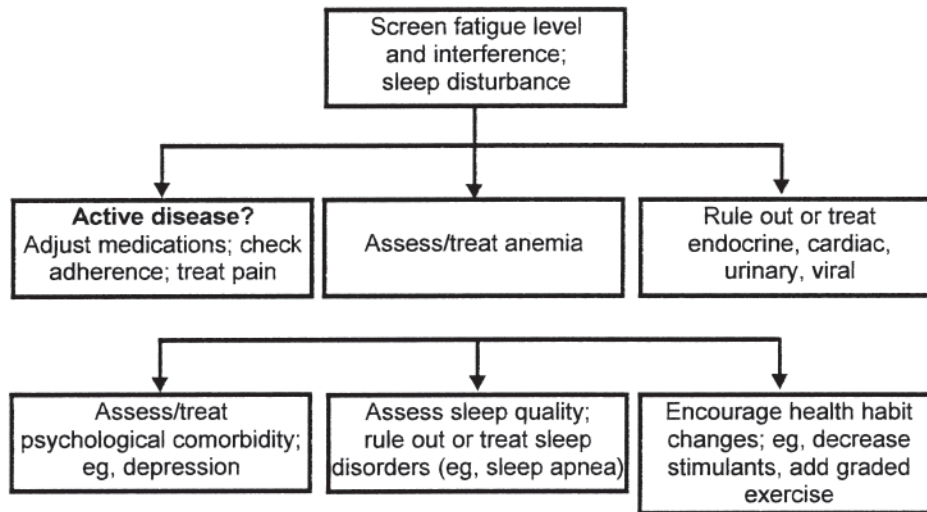 Screen fatigue level
and interference;
sleep disturbance
Active disease?
Adjust medications; check
adherence; treat pain
Assess/treat anemia
Rule out or treat
endocrine, cardiac,
urinary, viral
Assess/treat
psychological comorbidity;
eg, depression
Assess sleep quality;
rule out or treat sleep
disorders (eg, sleep apnea)
Encourage health habit
changes; eg, decrease
stimulants, add graded
exercise